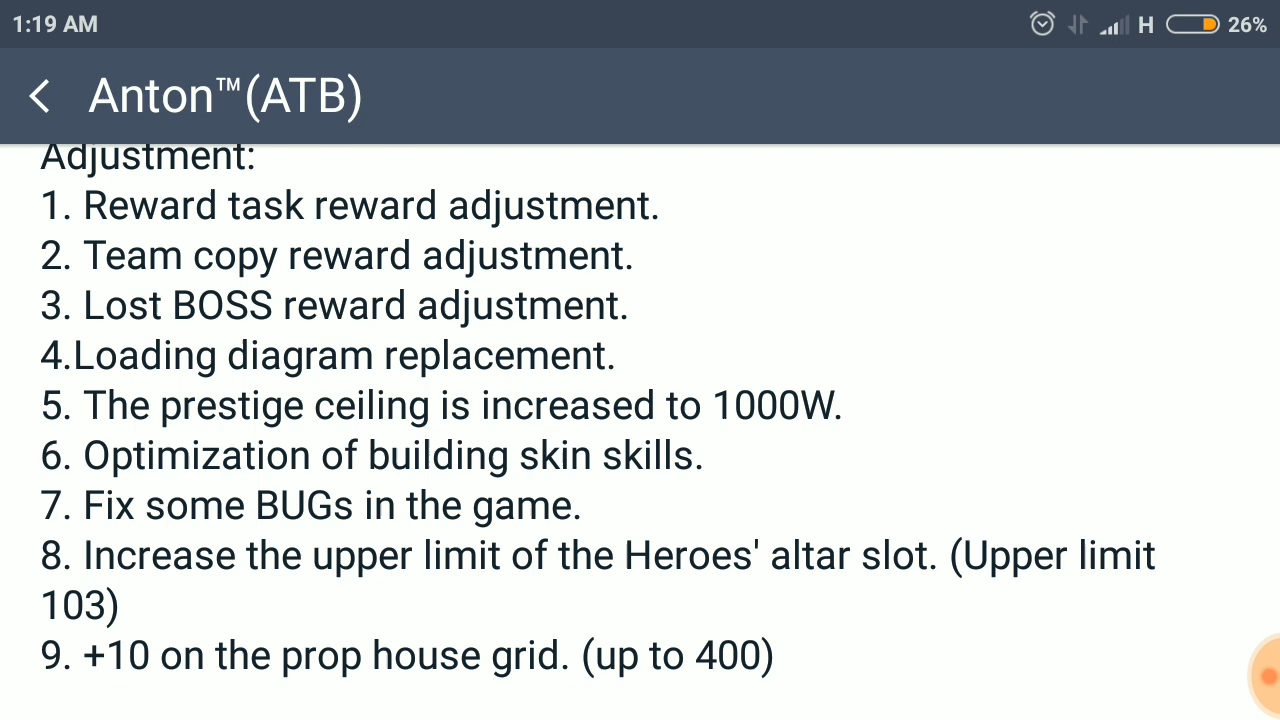 1:19 AM H 26%
Anton™(ATB)
Adjustment:
1. Reward task reward adjustment.
2. Team copy reward adjustment.
3. Lost BOSS reward adjustment.
4.Loading diagram replacement.
5. The prestige ceiling is increased to 1000W.
6. Optimization of building skin skills.
7. Fix some BUGs in the game.
8. Increase the upper limit of the Heroes' altar slot. (Upper limit
103)
9. +10 on the prop house grid. (up to 400)